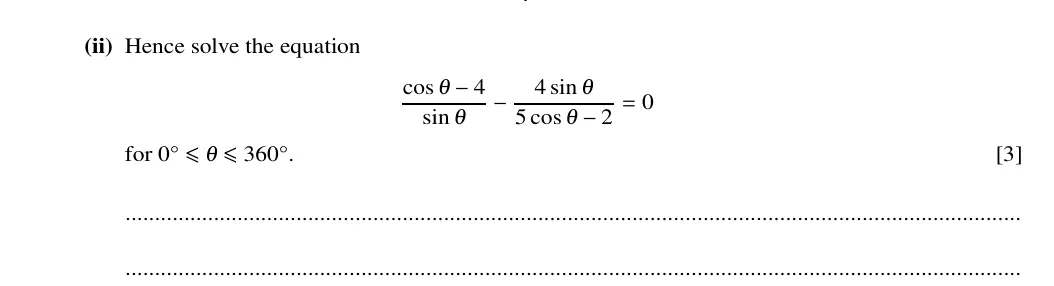 (ii) Hence solve the equation
cos θ – 4 / sin θ – 4 sin θ / 5 cos θ – 2 = 0
for 0° ⩽ θ ⩽ 360°. [3]